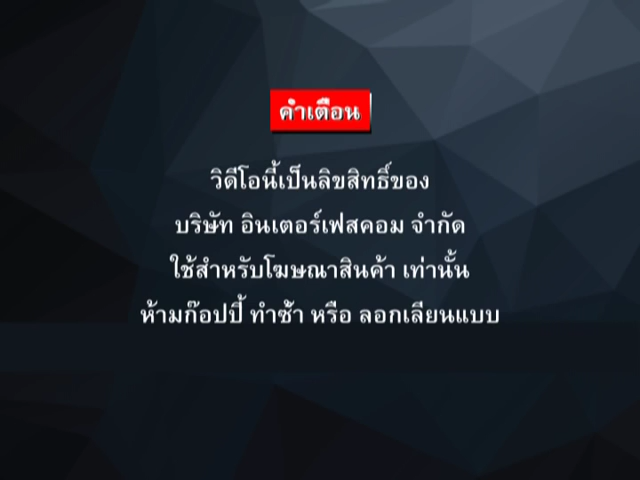 คำเตือน
วิดีโอนี้เป็นลิขสิทธิ์ของ
บริษัท อินเตอร์เฟสคอม จำกัด
ใช้สำหรับโฆษณาสินค้า เท่านั้น
ห้ามก๊อปปี้ ทำซ้ำ หรือ ลอกเลียนแบบ